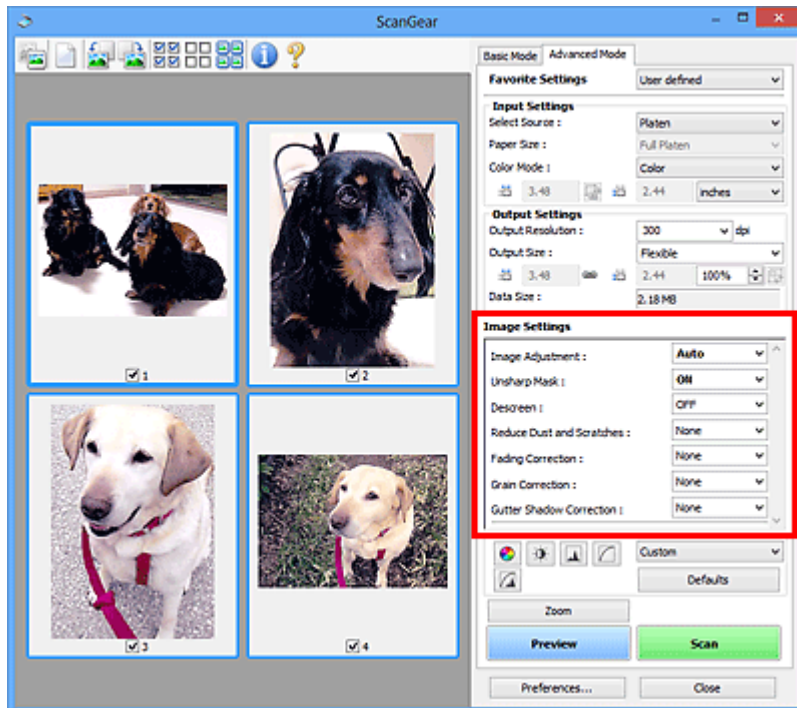 ScanGear
Basic Mode Advanced Mode
Favorite Settings User defined
Input Settings
Select Source : Platen
Paper Size : Full Platen
Color Mode : Color
3.48 2.44 inches
Output Settings
Output Resolution : 300 dpi
Output Size : Flexible
3.48 2.44 100%
Data Size : 2.18 MB
Image Settings
Image Adjustment : Auto
Unsharp Mask : ON
Descreen : OFF
Reduce Dust and Scratches : None
Fading Correction : None
Grain Correction : None
Gutter Shadow Correction : None
Custom
Defaults
Zoom
Preview Scan
Preferences... Close
1
2
3
4